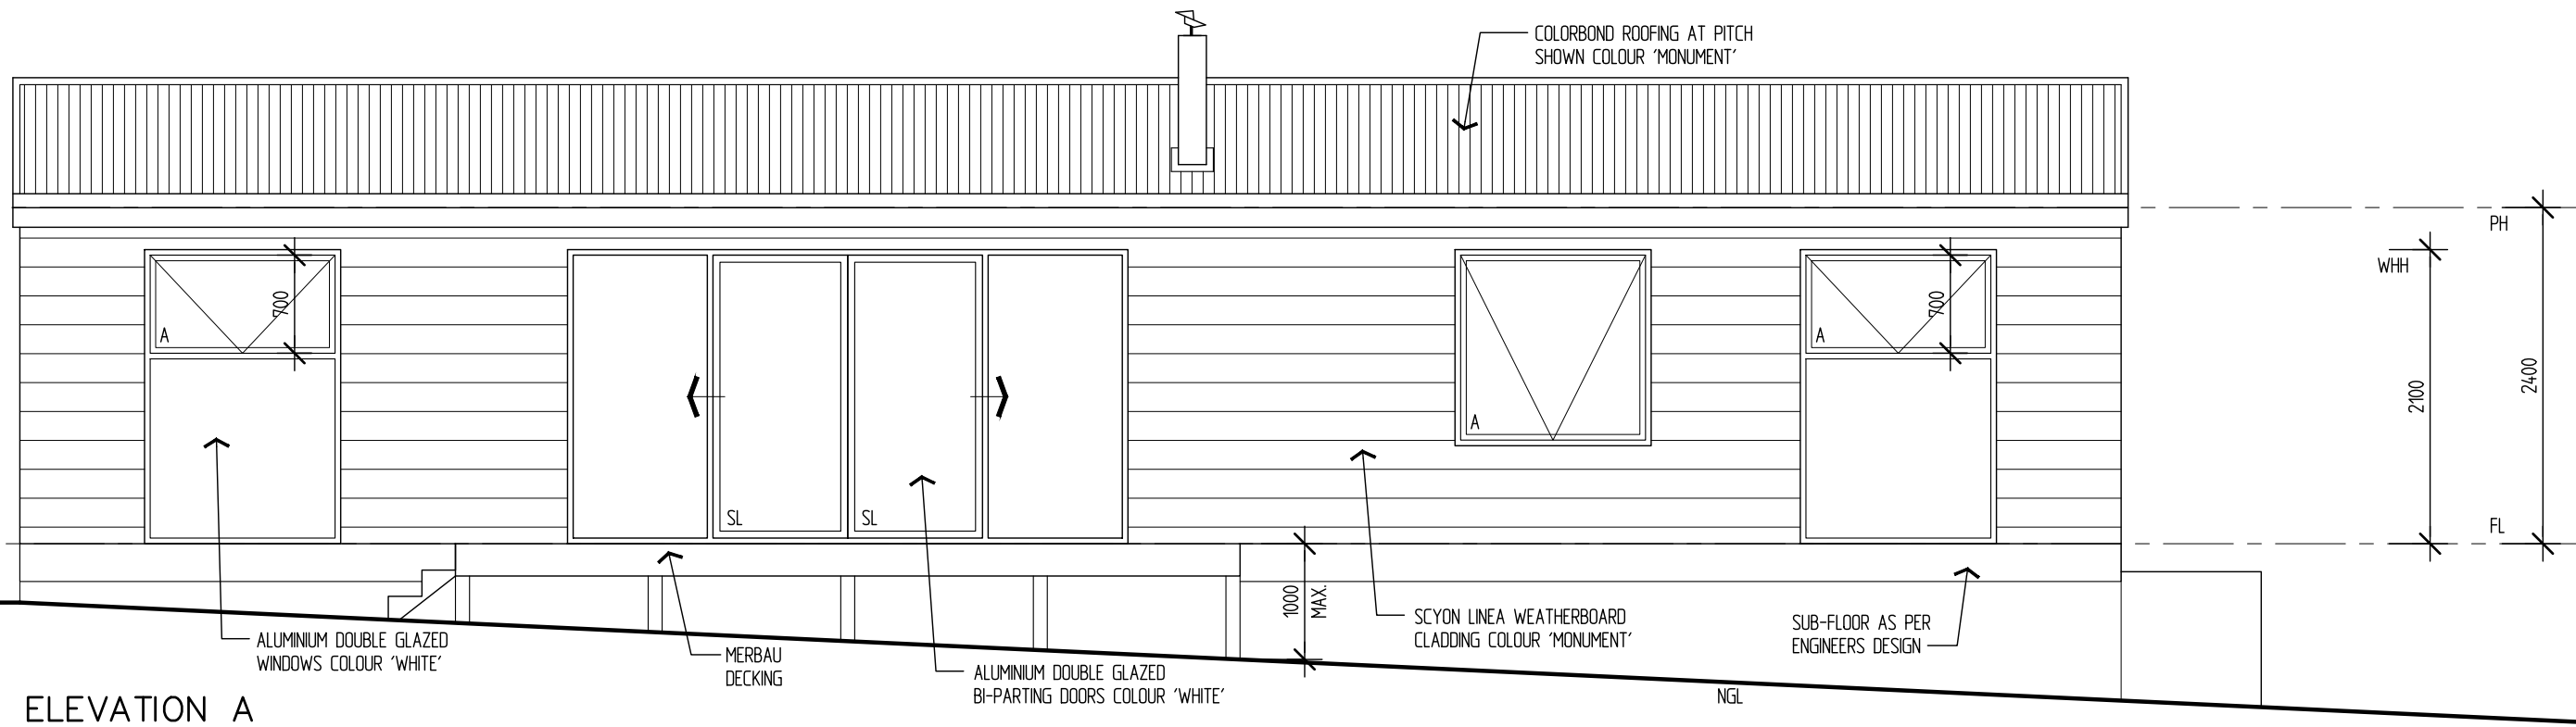 COLORBOND ROOFING AT PITCH
SHOWN COLOUR 'MONUMENT'
PH
WHH
700
700
A
A
A
2100
2400
SL
SL
FL
1000
MAX.
ALUMINIUM DOUBLE GLAZED
WINDOWS COLOUR 'WHITE'
MERBAU
DECKING
ALUMINIUM DOUBLE GLAZED
BI-PARTING DOORS COLOUR 'WHITE'
SCYON LINEA WEATHERBOARD
CLADDING COLOUR 'MONUMENT'
SUB-FLOOR AS PER
ENGINEERS DESIGN
NGL
ELEVATION A